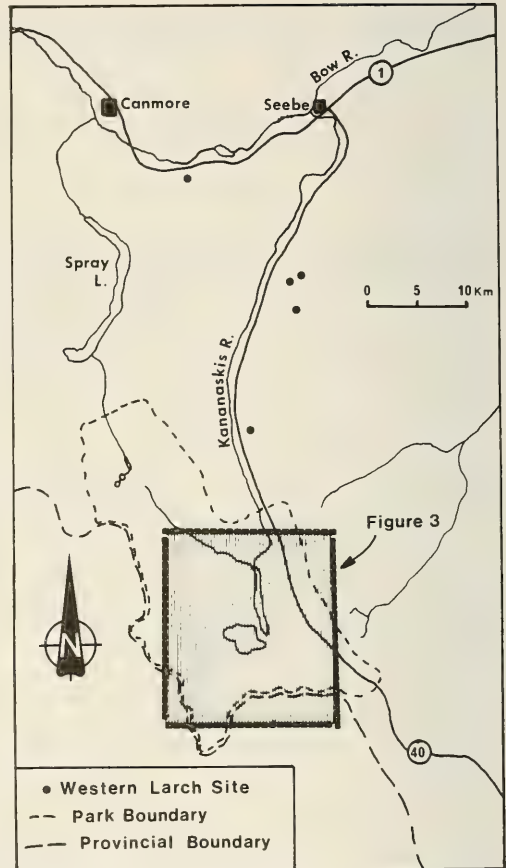 Bow R.
1
Canmore
Seebe
Spray
L.
0 5 10 Km
Kananaskis R.
Figure 3
N
40
Western Larch Site
Park Boundary
Provincial Boundary